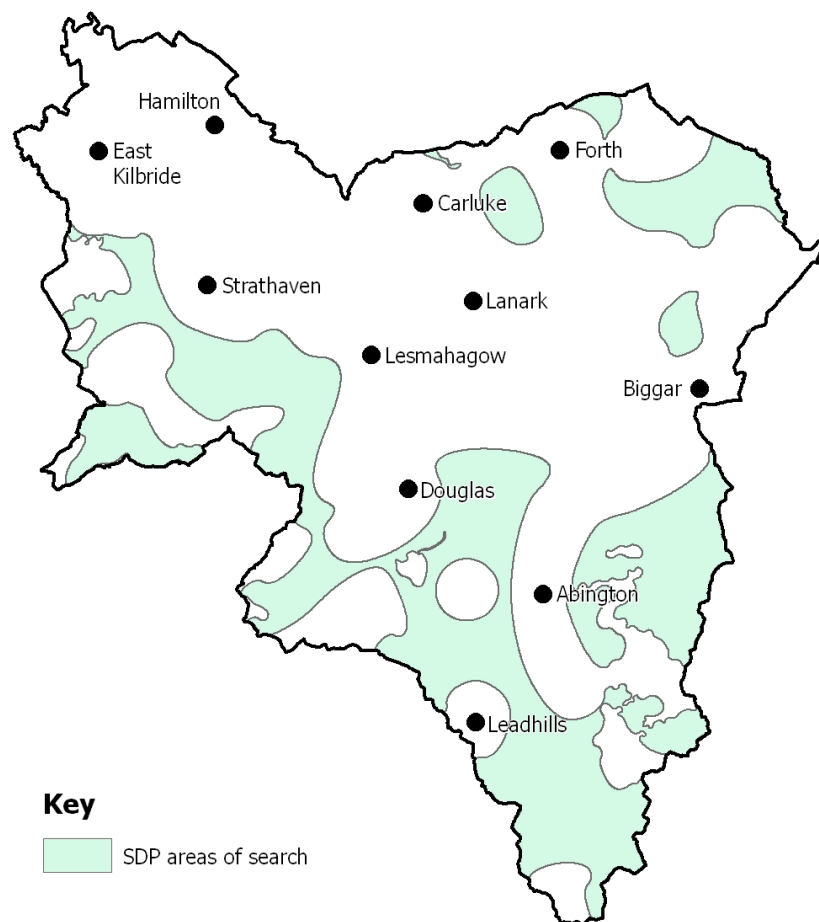 Hamilton
East
Kilbride
Forth
Carluke
Strathaven
Lanark
Lesmahagow
Biggar
Douglas
Abington
Leadhills
Key
SDP areas of search